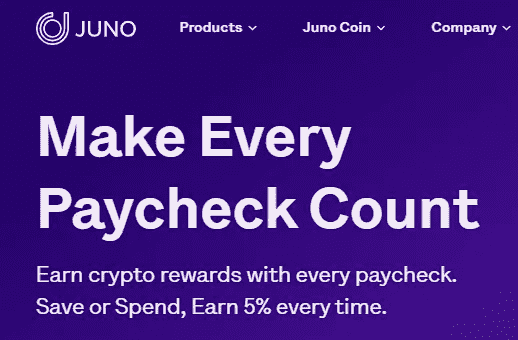 JUNO Products Juno Coin Company
Make Every
Paycheck Count
Earn crypto rewards with every paycheck.
Save or Spend, Earn 5% every time.